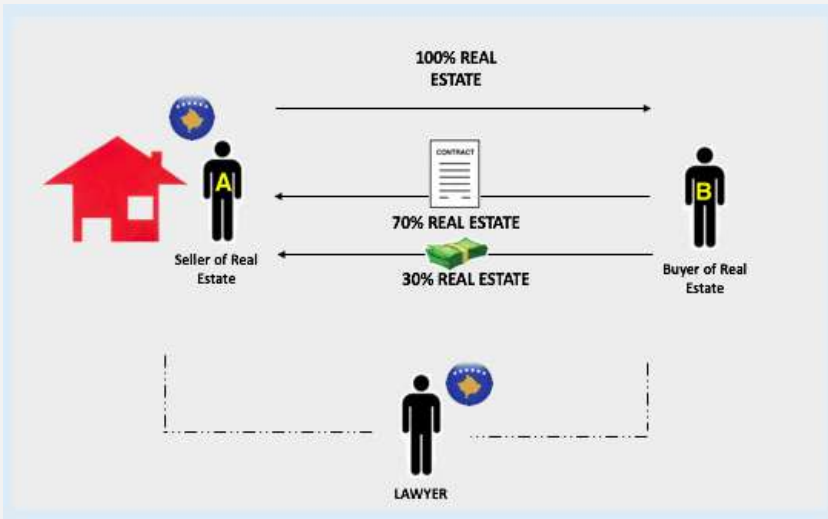 100% REAL
ESTATE
A
CONTRACT
B
70% REAL ESTATE
Seller of Real
Estate
30% REAL ESTATE
Buyer of Real
Estate
LAWYER